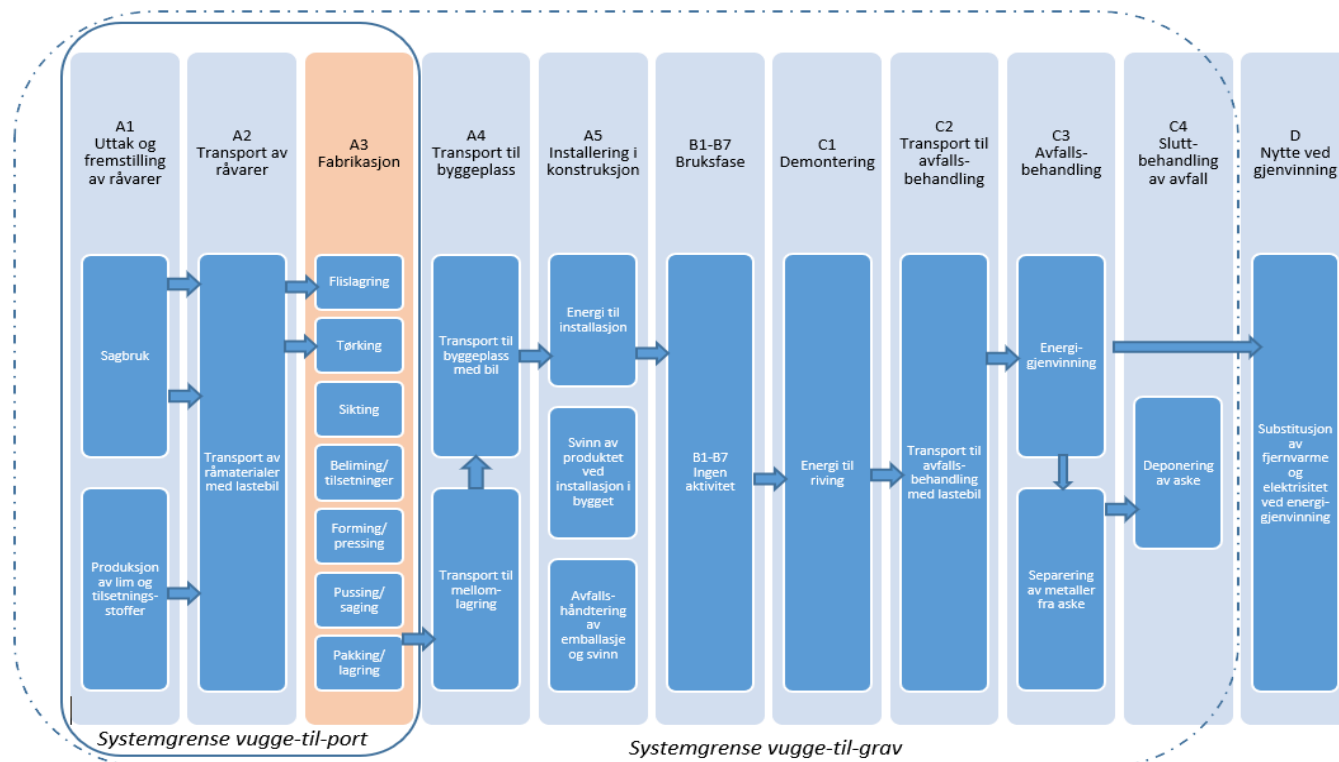 A1
Uttak og
fremstilling
av råvarer
A2
Transport av
råvarer
A3
Fabrikasjon
A4
Transport til
byggeplass
A5
Installering i
konstruksjon
B1-B7
Bruksfase
C1
Demontering
C2
Transport til
avfalls-
behandling
C3
Avfalls-
behandling
C4
Slutt-
behandling
av avfall
D
Nytte ved
gjenvinning
Sagbruk
Produksjon
av lim og
tilsetnings-
stoffer
Transport av
råmaterialer
med lastebil
Flislagring
Tørking
Sikting
Beliming/
tilsetninger
Forming/
pressing
Pussing/
saging
Pakking/
lagring
Transport til
byggeplass
med bil
Transport til
mellom-
lagring
Energi til
installasjon
Svinn av
produktet ved
installasjon i
bygget
Avfalls-
håndtering
av
emballasje
og svinn
B1-B7
Ingen
aktivitet
Energi til
riving
Transport til
avfalls-
behandling
med lastebil
Energi-
gjenvinning
Separering
av metaller
fra aske
Deponering
av aske
Substitusjon
av
fjernvarme
og
elektrisitet
ved energi-
gjenvinning
Systemgrense vugge-til-port
Systemgrense vugge-til-grav